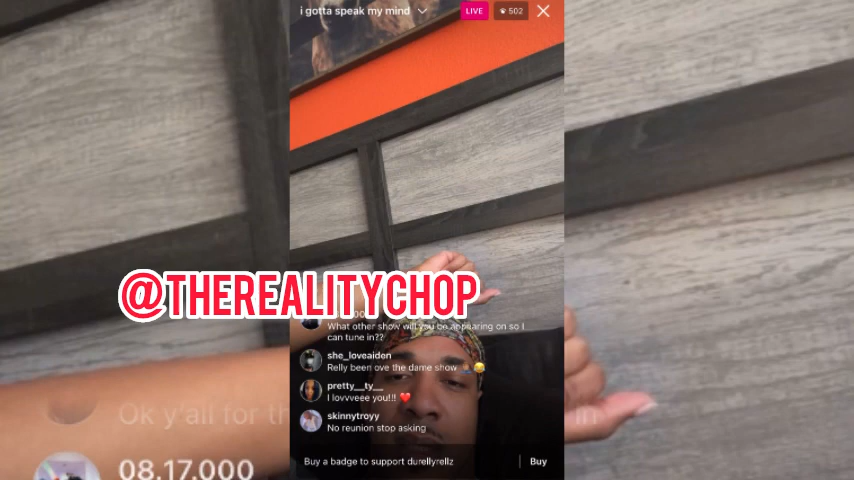 i gotta speak my mind
LIVE
502
@THEREALITYCHOP
What other show will you be appearing on so I
can tune in??
she_loveaiden
Relly been ove the dame show 🤷🏽‍♂️😂
pretty__ty__
I lovvveee you!!! ❤️
skinnytroyy
No reunion stop asking
Buy a badge to support durellyrellz
Buy
Ok y'all for th
in
08.17.000